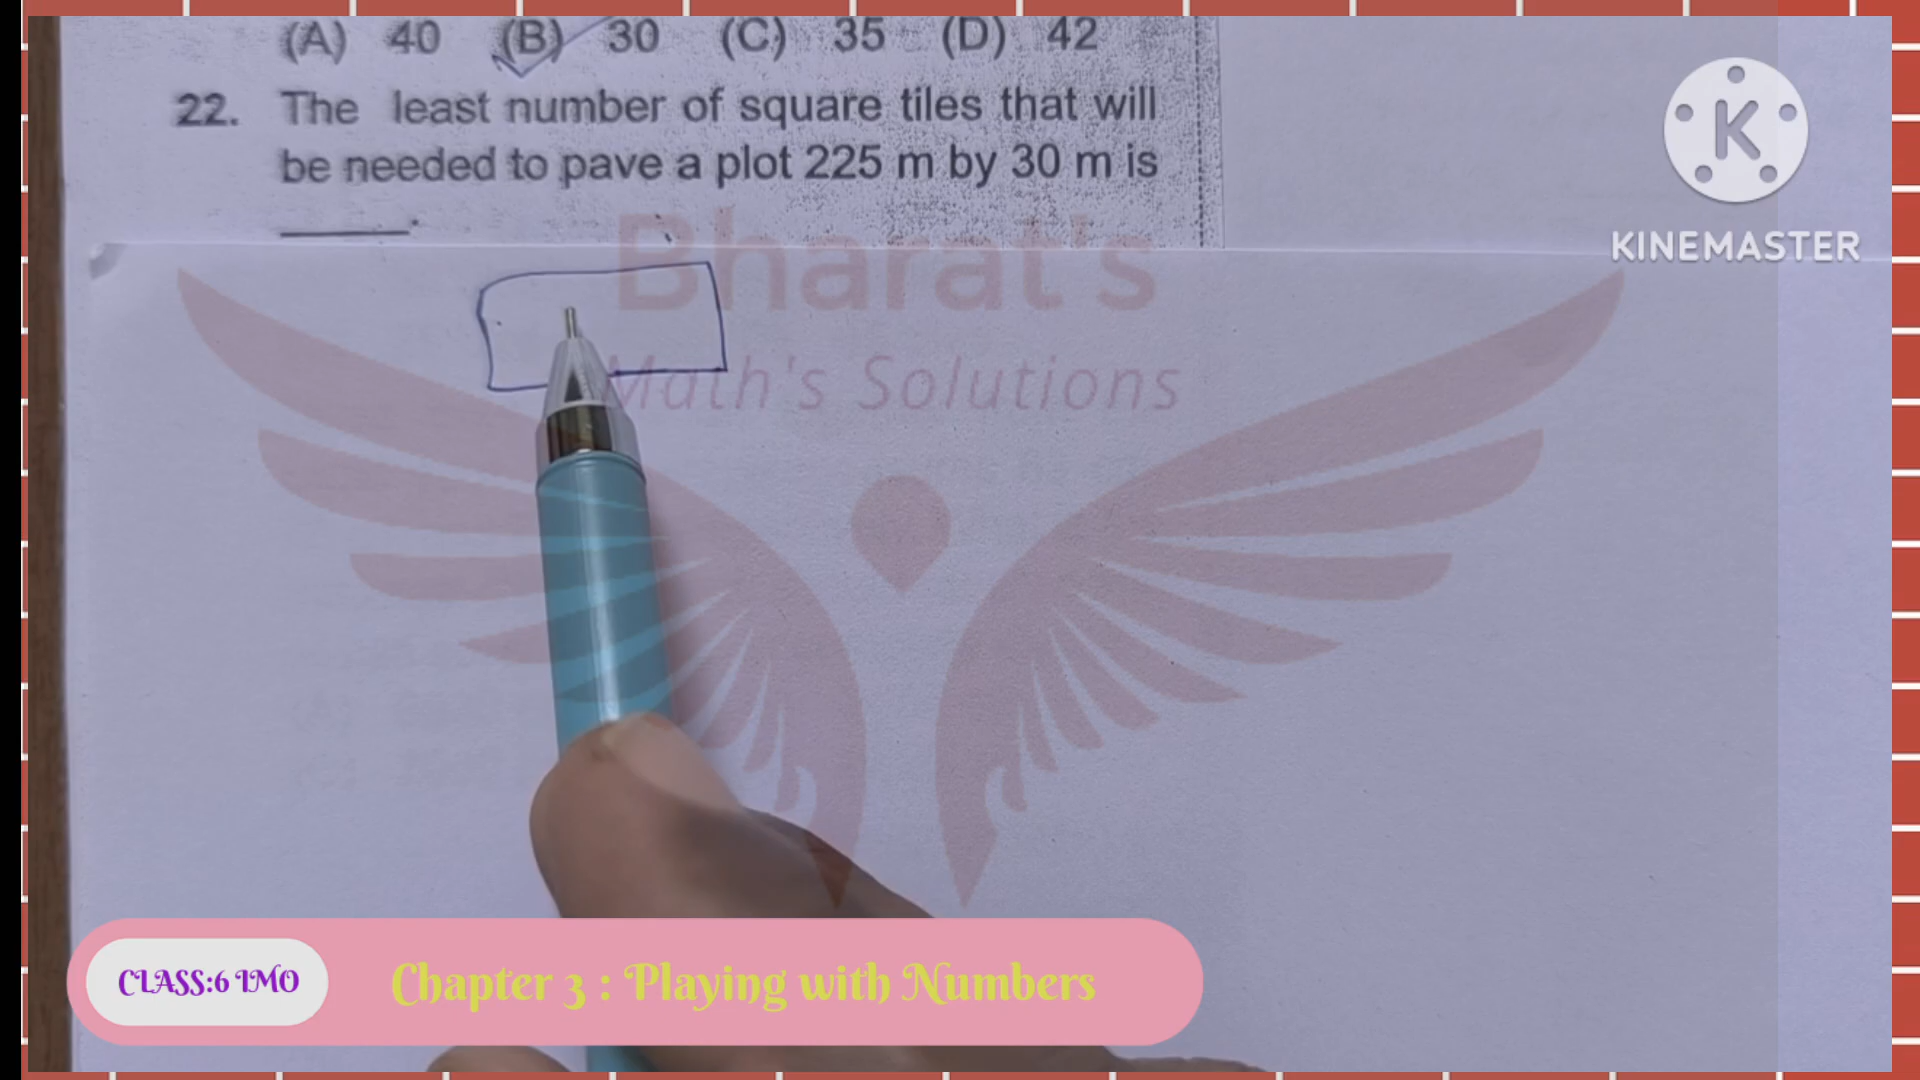 (A) 40 (B) 30 (C) 35 (D) 42
22. The least number of square tiles that will
be needed to pave a plot 225 m by 30 m is
______.
Bharat's
Math's Solutions
K
KINEMASTER
CLASS:6 IMO
Chapter 3 : Playing with Numbers